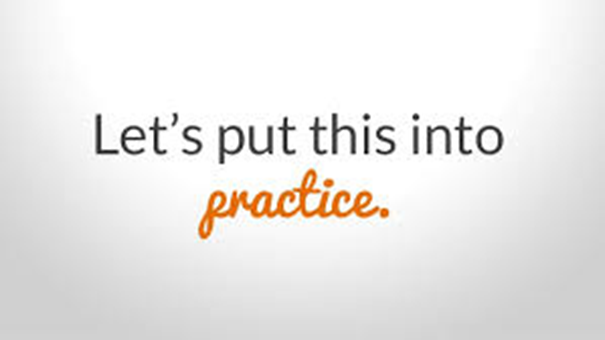 Let’s put this into
practice.